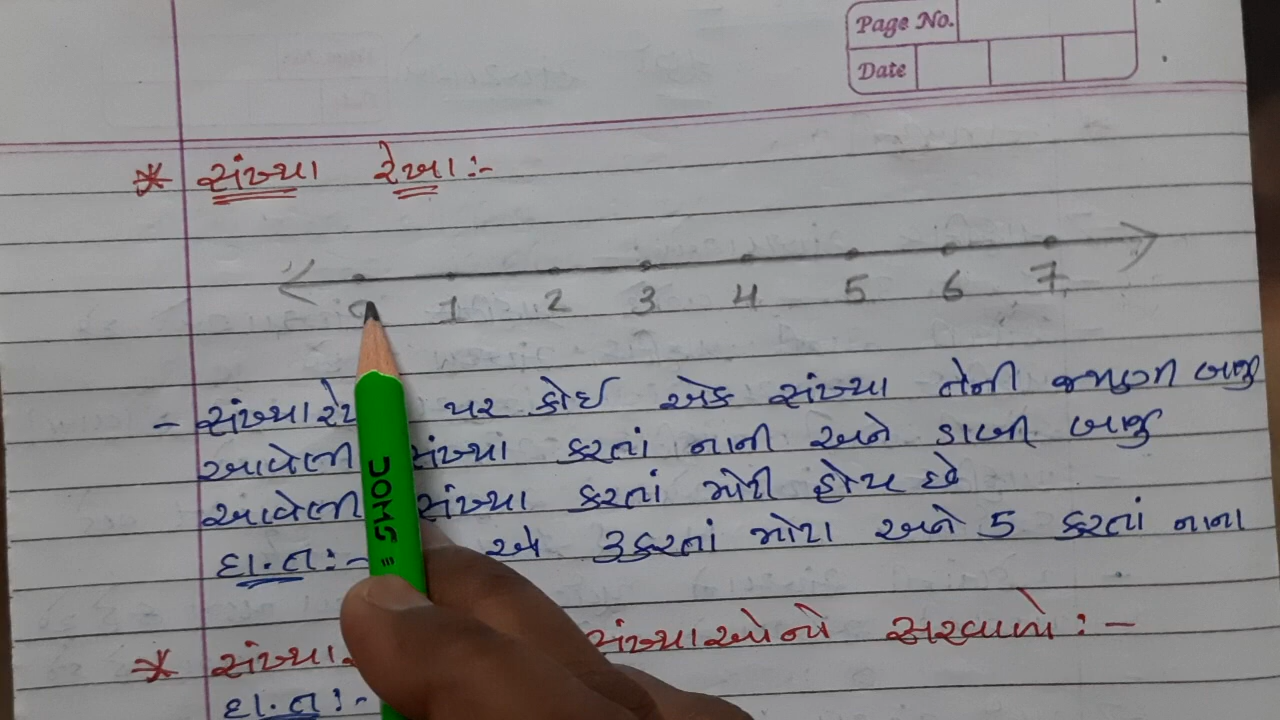 Page No.
Date
* સંખ્યા રેખા :-
1 2 3 4 5 6 7
- સંખ્યારે પર કોઈ એક સંખ્યા તેની જમણી બાજુ
આવેલી સંખ્યા કરતાં નાની અને ડાબી બાજુ
આવેલી સંખ્યા કરતાં મોટી હોય છે
દા.ત :- એ 3 કરતાં મોટા અને 5 કરતાં નાના
* સંખ્યાઓનો સરવાળો :-
દા.ત :-
DOMS